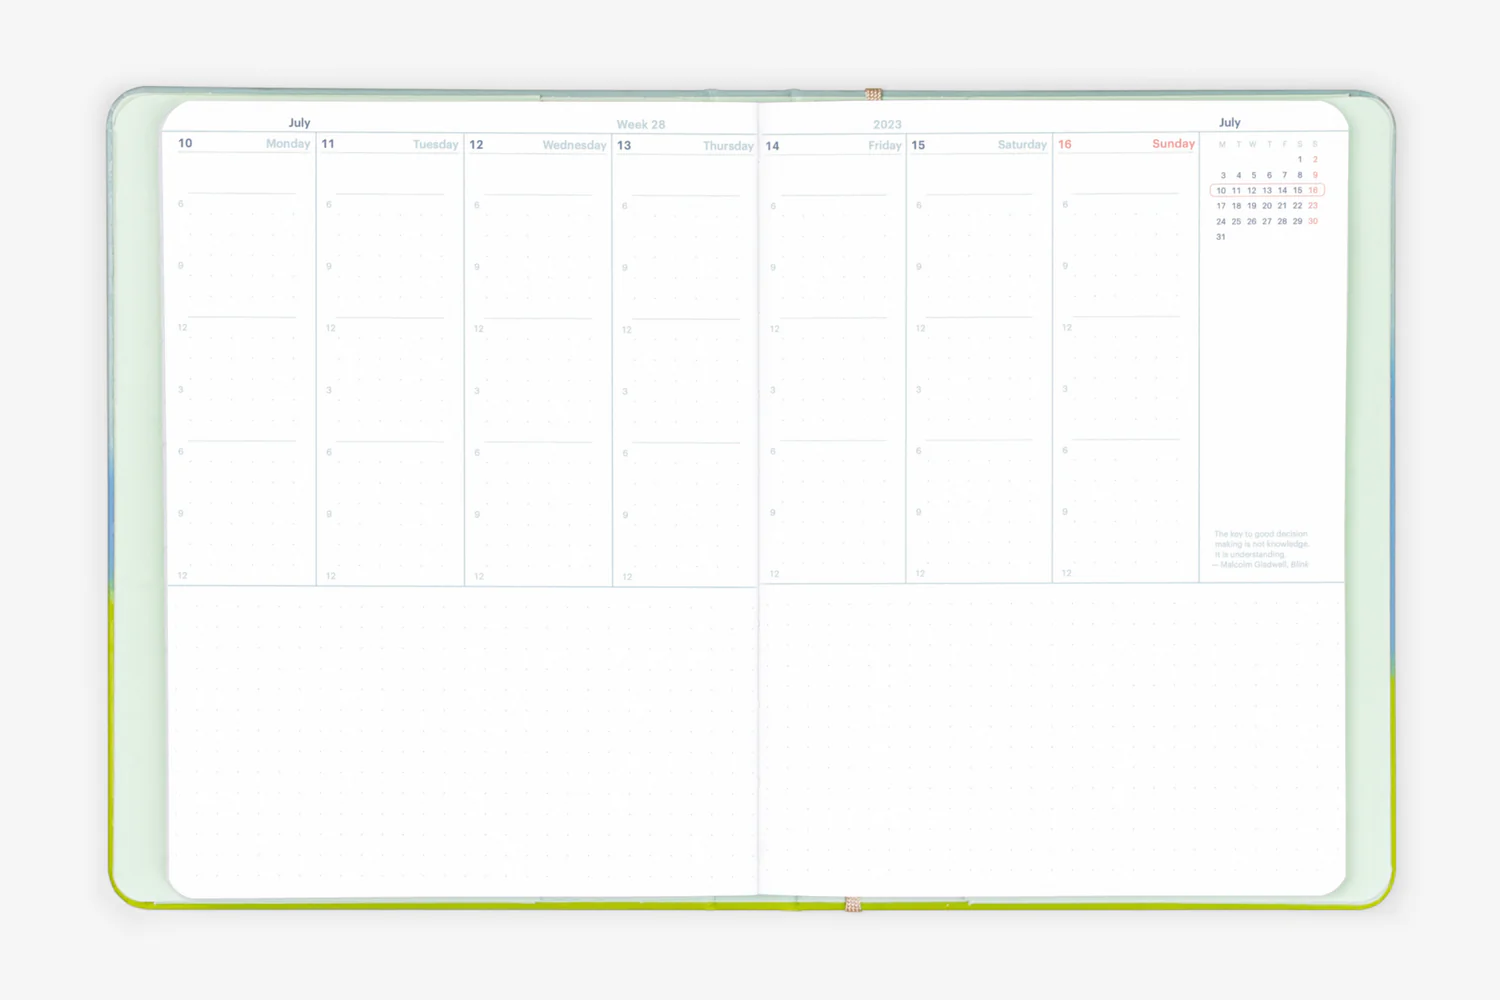 July Week 28 2023 July
10 Monday 11 Tuesday 12 Wednesday 13 Thursday 14 Friday 15 Saturday 16 Sunday
M T W T F S S
1 2
3 4 5 6 7 8 9
10 11 12 13 14 15 16
17 18 19 20 21 22 23
24 25 26 27 28 29 30
31
6 6 6 6 6 6 6
9 9 9 9 9 9 9
12 12 12 12 12 12 12
3 3 3 3 3 3 3
6 6 6 6 6 6 6
9 9 9 9 9 9 9
12 12 12 12 12 12 12
The key to good decision
making is not knowledge.
It is understanding.
— Malcolm Gladwell, Blink